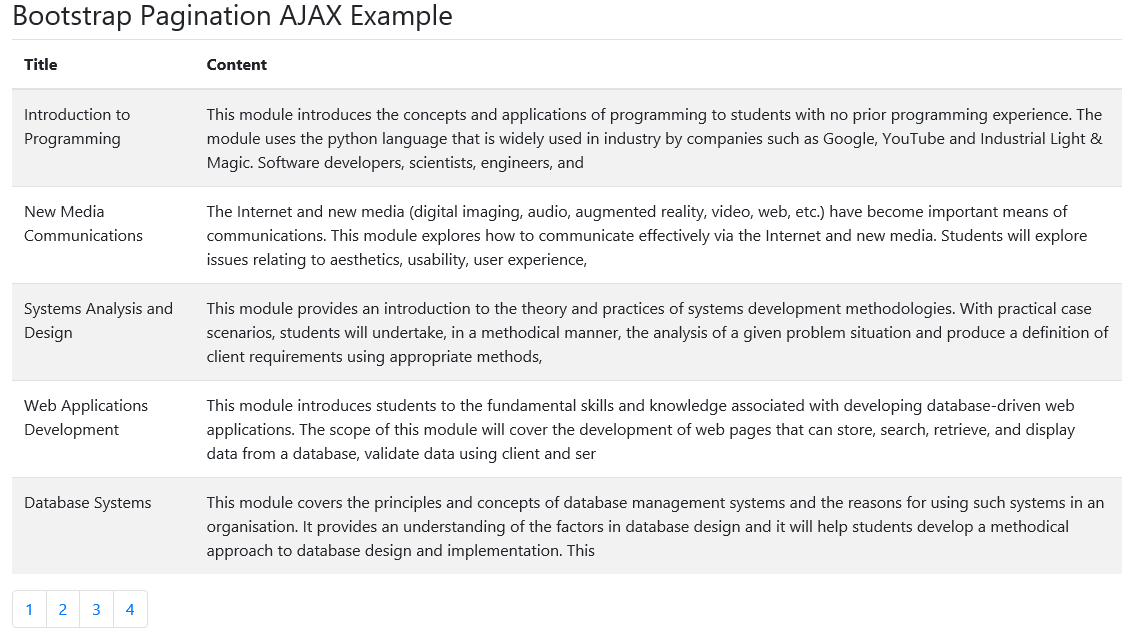 Bootstrap Pagination AJAX Example
Title Content
Introduction to Programming
This module introduces the concepts and applications of programming to students with no prior programming experience. The
module uses the python language that is widely used in industry by companies such as Google, YouTube and Industrial Light &
Magic. Software developers, scientists, engineers, and
New Media
Communications
The Internet and new media (digital imaging, audio, augmented reality, video, web, etc.) have become important means of
communications. This module explores how to communicate effectively via the Internet and new media. Students will explore
issues relating to aesthetics, usability, user experience,
Systems Analysis and
Design
This module provides an introduction to the theory and practices of systems development methodologies. With practical case
scenarios, students will undertake, in a methodical manner, the analysis of a given problem situation and produce a definition of
client requirements using appropriate methods,
Web Applications
Development
This module introduces students to the fundamental skills and knowledge associated with developing database-driven web
applications. The scope of this module will cover the development of web pages that can store, search, retrieve, and display
data from a database, validate data using client and ser
Database Systems
This module covers the principles and concepts of database management systems and the reasons for using such systems in an
organisation. It provides an understanding of the factors in database design and it will help students develop a methodical
approach to database design and implementation. This
1 2 3 4